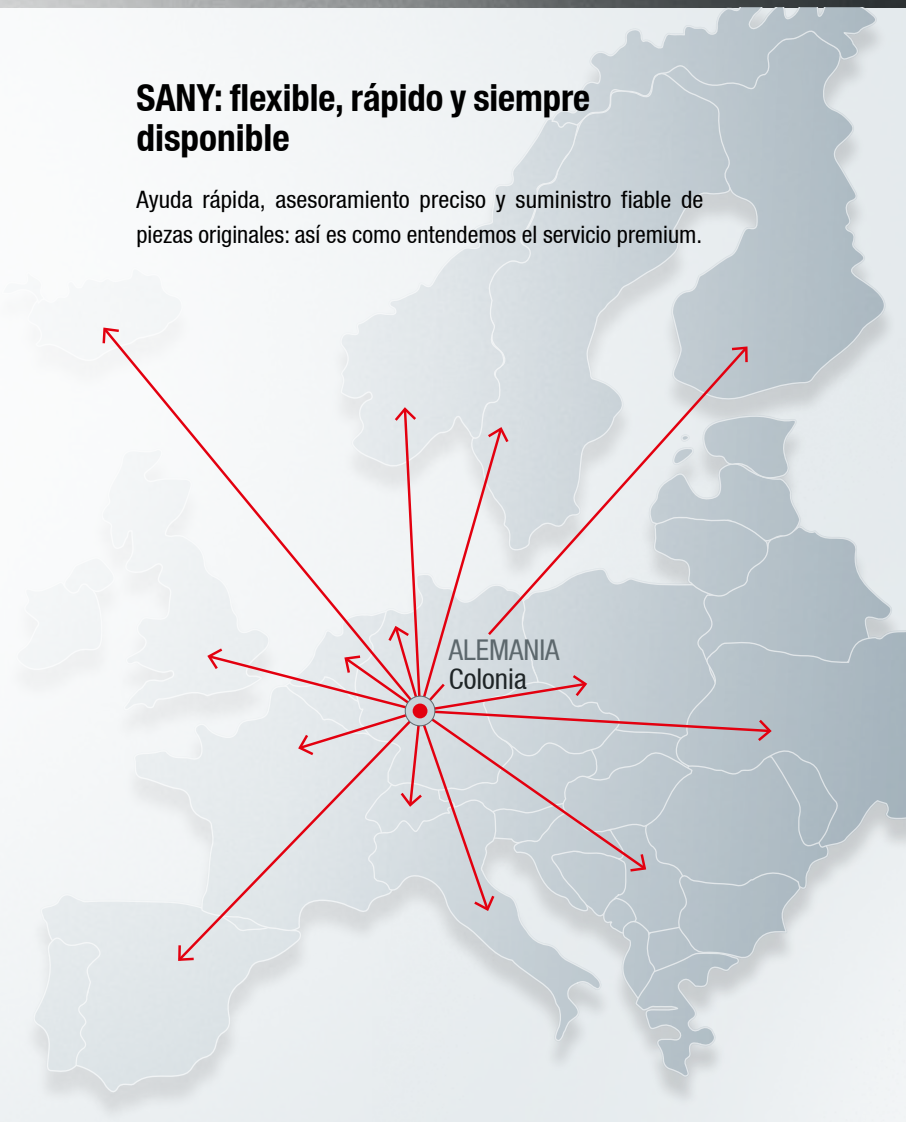 SANY: flexible, rápido y siempre
disponible
Ayuda rápida, asesoramiento preciso y suministro fiable de
piezas originales: así es como entendemos el servicio premium.
ALEMANIA
Colonia